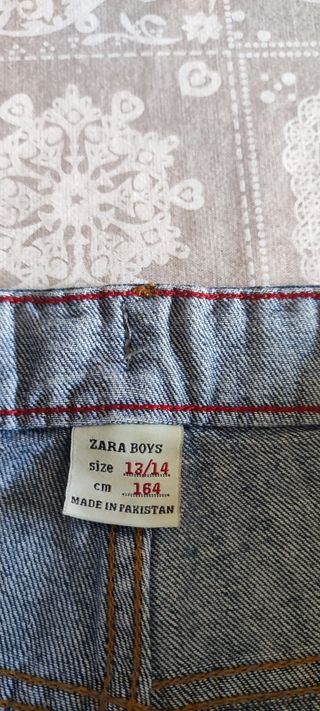 ZARA BOYS
size 13/14
cm 164
MADE IN PAKISTAN